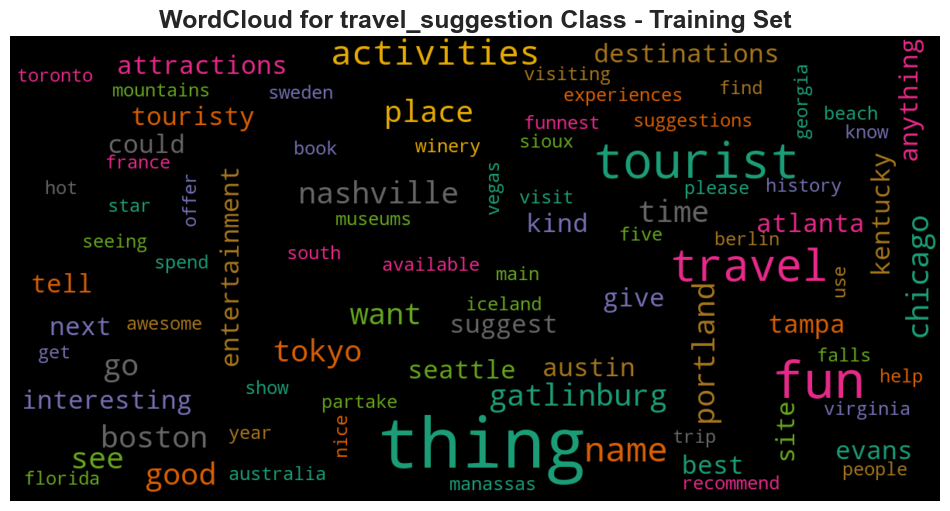 WordCloud for travel_suggestion Class - Training Set
activities
destinations
anything
toronto
attractions
visiting
mountains
sweden
experiences
find
georgia
beach
touristy
place
funnest
suggestions
know
could
book
winery
sioux
tourist
france
hot
star
offer
entertainment
nashville
vegas
visit
please
history
kentucky
museums
kind
time
atlanta
chicago
seeing
five
berlin
spend
south
available
main
travel
use
tell
iceland
give
portland
next
awesome
want
suggest
tampa
get
go
tokyo
seattle
austin
falls
show
fun
help
interesting
partake
gatlinburg
virginia
boston
year
nice
thing
name
trip
site
evans
see
good
best
people
florida
australia
manassas
recommend